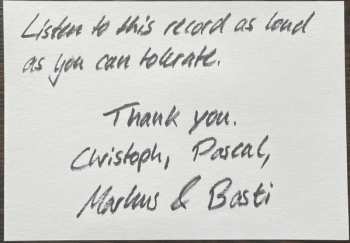 Listen to this record as loud
as you can tolerate.
Thank you.
Christoph, Pascal,
Markus & Basti